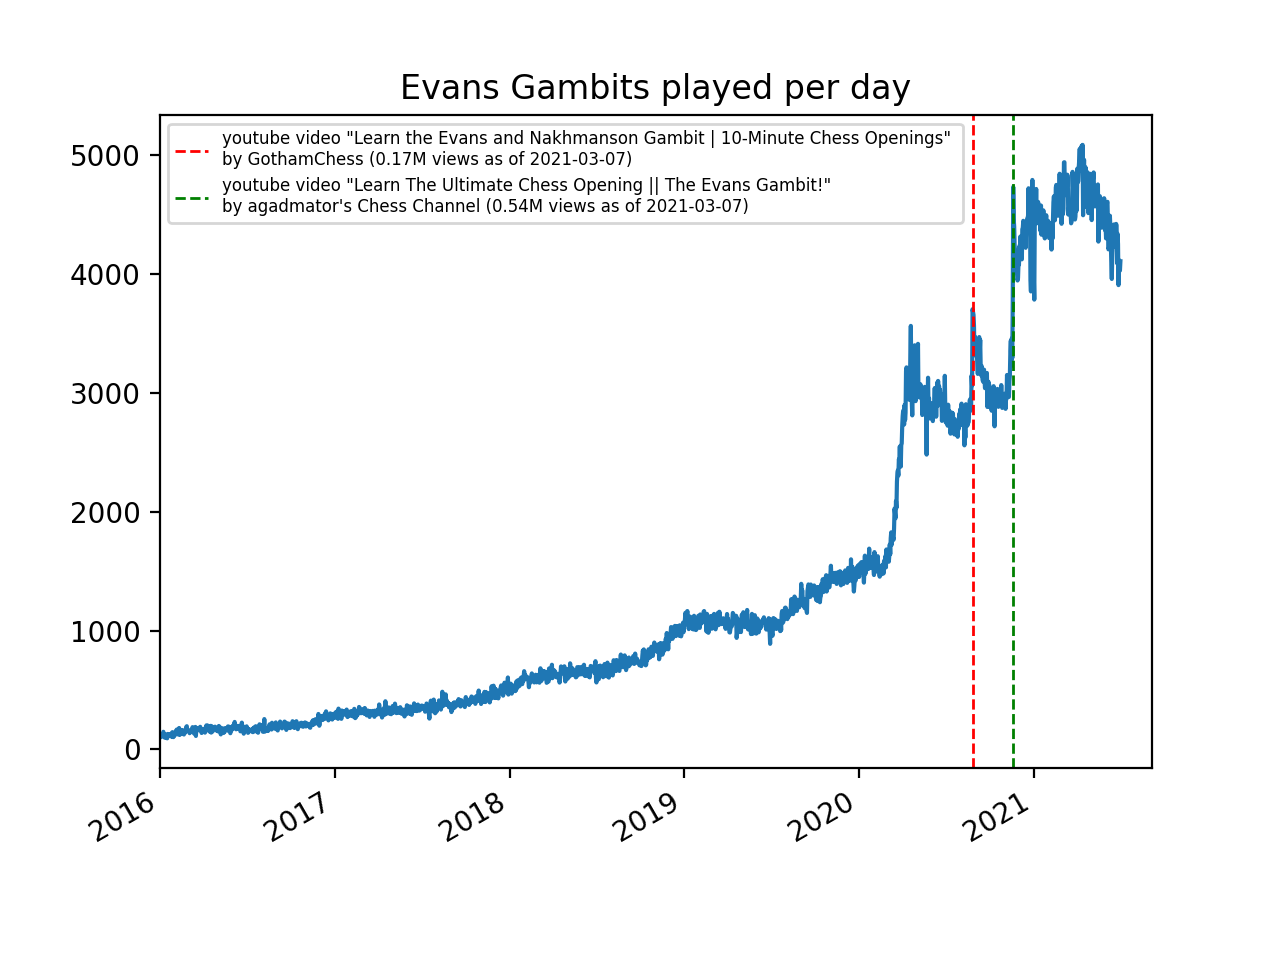 Evans Gambits played per day
youtube video "Learn the Evans and Nakhmanson Gambit | 10-Minute Chess Openings"
by GothamChess (0.17M views as of 2021-03-07)
youtube video "Learn The Ultimate Chess Opening || The Evans Gambit!"
by agadmator's Chess Channel (0.54M views as of 2021-03-07)
5000
4000
3000
2000
1000
0
2016
2017
2018
2019
2020
2021